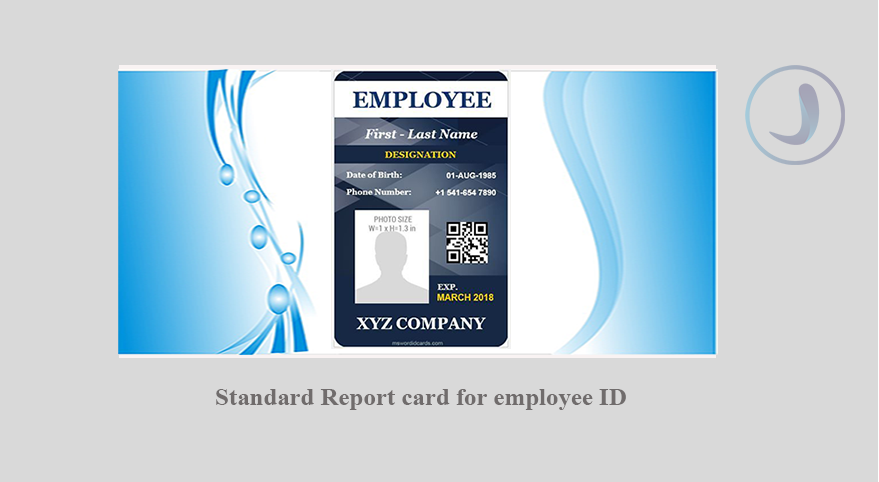 EMPLOYEE
First - Last Name
DESIGNATION
Date of Birth: 01-AUG-1985
Phone Number: +1 541-654 7890
PHOTO SIZE
W=1 x H=1.3 in
EXP.
MARCH 2018
XYZ COMPANY
mswordidcards.com
Standard Report card for employee ID